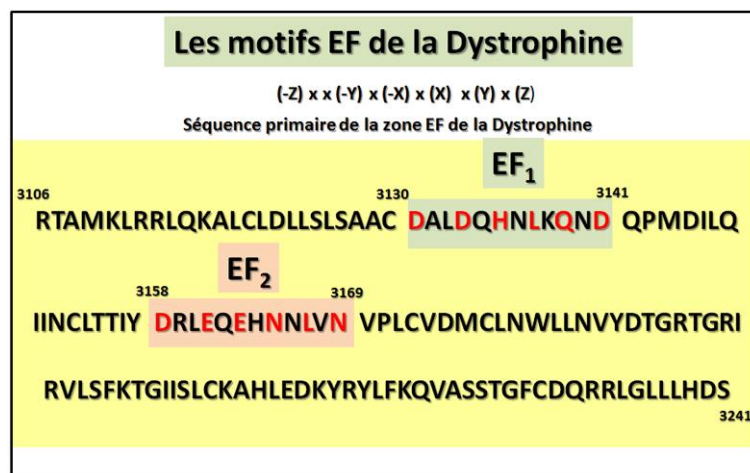 Les motifs EF de la Dystrophine
(-Z) x x (-Y) x (-X) x (X) x (Y) x (Z)
Séquence primaire de la zone EF de la Dystrophine
EF1
3106 3130 3141
RTAMKLRRLQKALCLDLLSLSAAC DALDQHNLKQND QPMDILQ
EF2
3158 3169
IINCLTTIY DRLEQEHNNLVN VPLCVDMCLNWLLNVYDTGRTGRI
RVLSFKTGIISLCKAHLEDKYRYLFKQVASSTGFCDQRRLGLLLHDS
3241